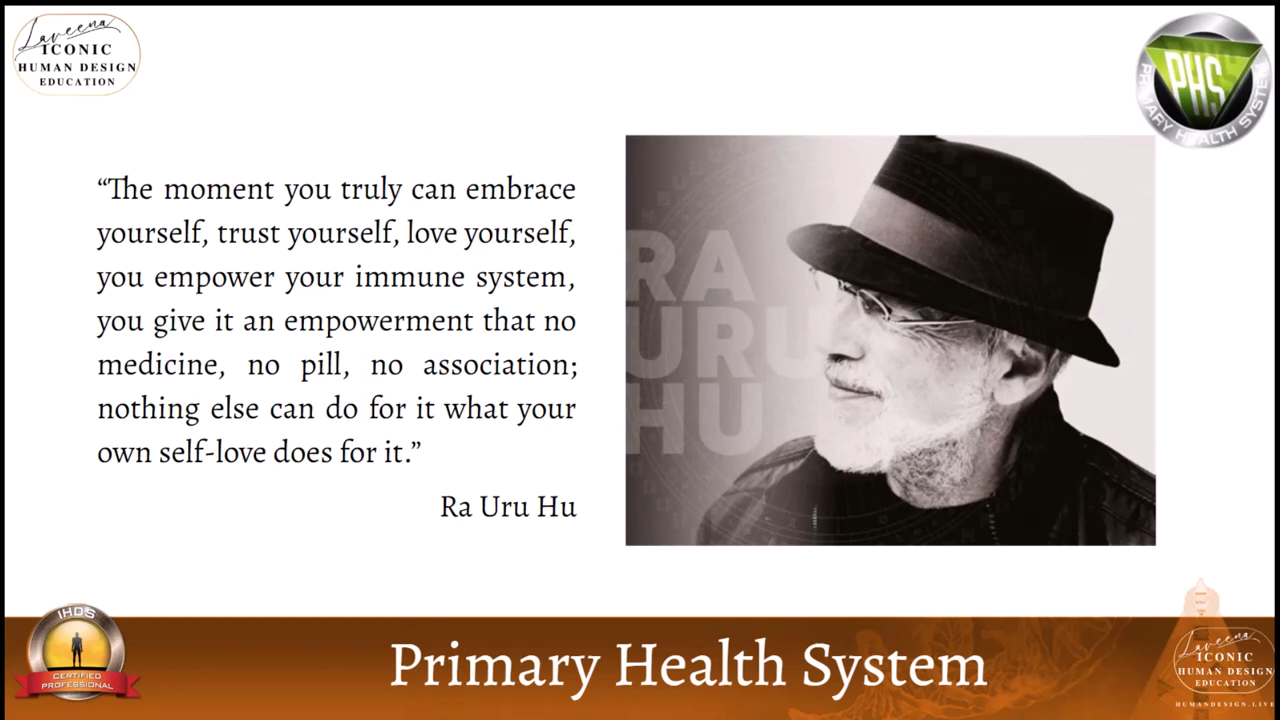 Laveena
ICONIC
HUMAN DESIGN
EDUCATION
PHS
PRIMARY HEALTH SYSTEM
“The moment you truly can embrace
yourself, trust yourself, love yourself,
you empower your immune system,
you give it an empowerment that no
medicine, no pill, no association;
nothing else can do for it what your
own self-love does for it.”
Ra Uru Hu
RA
URU
HU
IHDS
CERTIFIED
PROFESSIONAL
Primary Health System
Laveena
ICONIC
HUMAN DESIGN
EDUCATION
HUMANDESIGN.LIVE